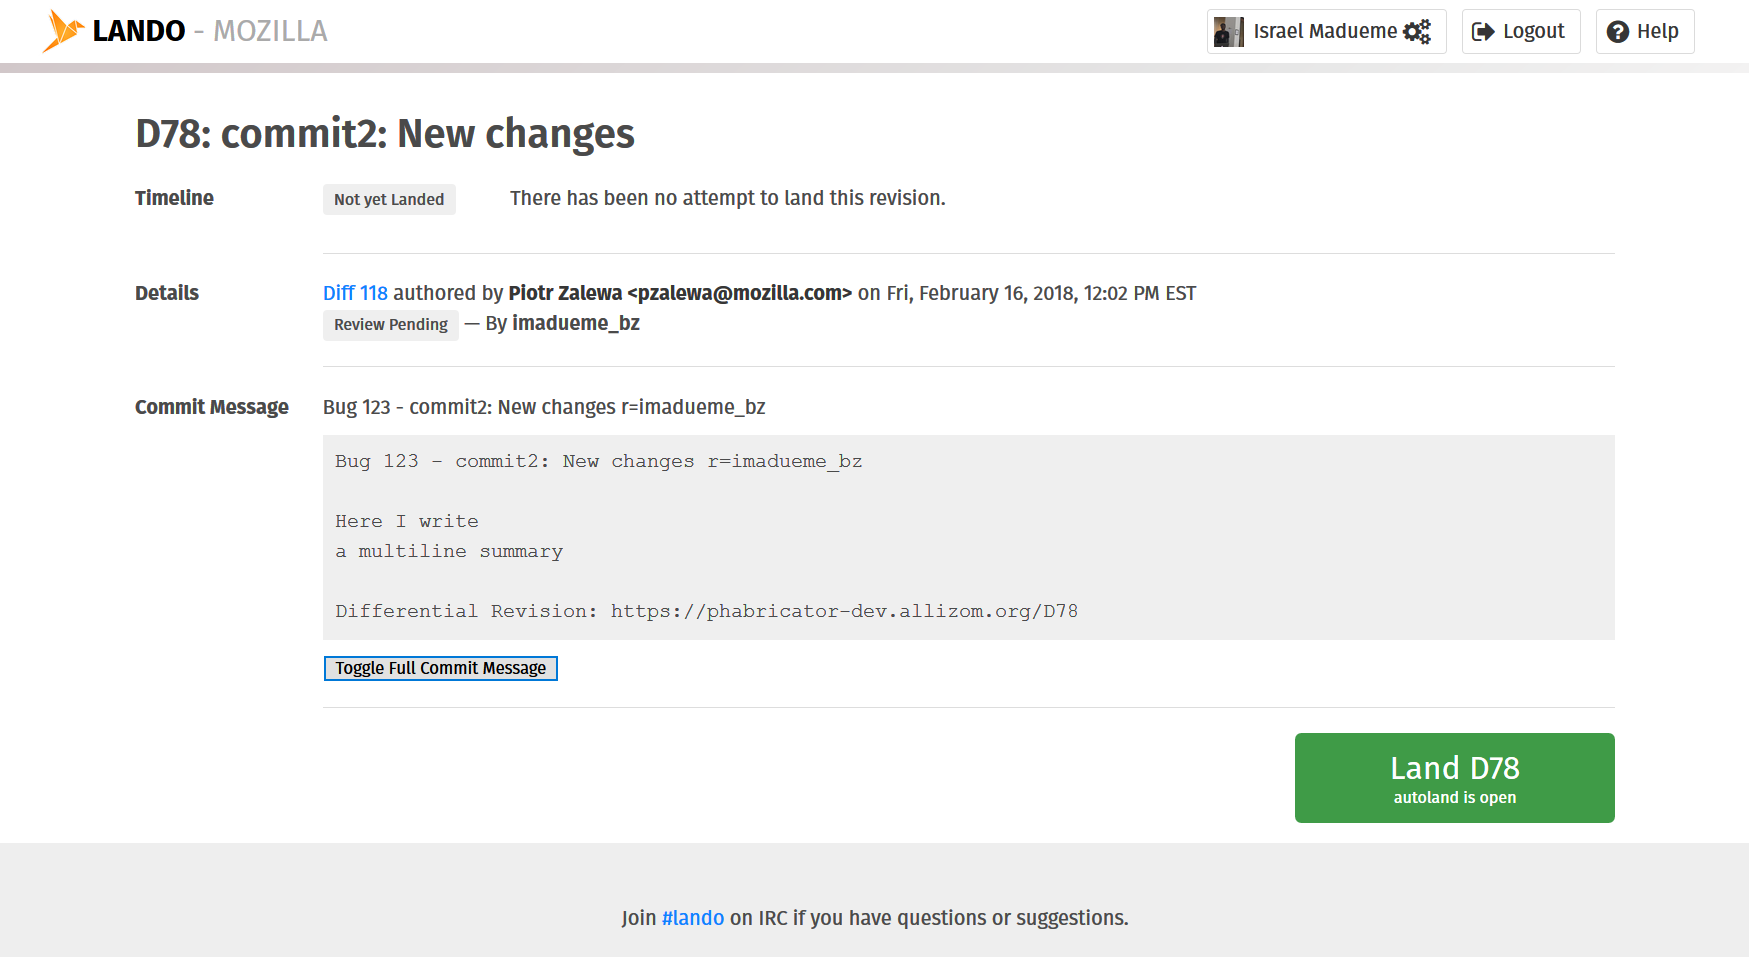 LANDO - MOZILLA
Israel Madueme
Logout
Help
D78: commit2: New changes
Timeline
Not yet Landed
There has been no attempt to land this revision.
Details
Diff 118 authored by Piotr Zalewa <pzalewa@mozilla.com> on Fri, February 16, 2018, 12:02 PM EST
Review Pending — By imadueme_bz
Commit Message
Bug 123 - commit2: New changes r=imadueme_bz
Bug 123 - commit2: New changes r=imadueme_bz
Here I write
a multiline summary
Differential Revision: https://phabricator-dev.allizom.org/D78
Toggle Full Commit Message
Land D78
autoland is open
Join #lando on IRC if you have questions or suggestions.